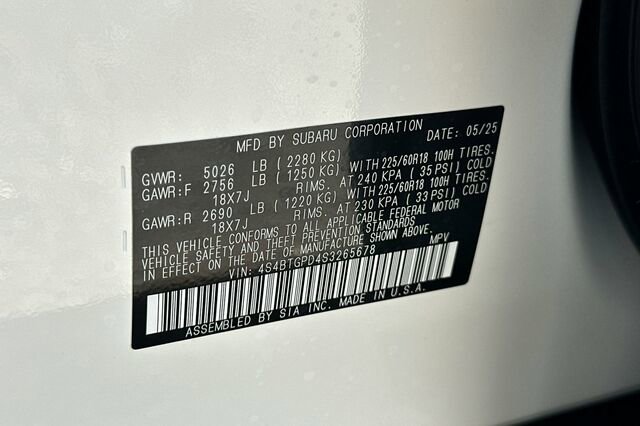 MFD BY SUBARU CORPORATION DATE: 05/25
GVWR: 5026 LB (2280 KG)
GAWR:F 2756 LB (1250 KG) WITH 225/60R18 100H TIRES.
18X7J RIMS. AT 240 KPA (35 PSI) COLD
GAWR:R 2690 LB (1220 KG) WITH 225/60R18 100H TIRES.
18X7J RIMS. AT 230 KPA (33 PSI) COLD
THIS VEHICLE CONFORMS TO ALL APPLICABLE FEDERAL MOTOR
VEHICLE SAFETY, BUMPER, AND THEFT PREVENTION STANDARDS
IN EFFECT ON THE DATE OF MANUFACTURE SHOWN ABOVE.
VIN: 4S4BTGPD4S3265678 MPV
ASSEMBLED BY SIA INC. MADE IN U.S.A.